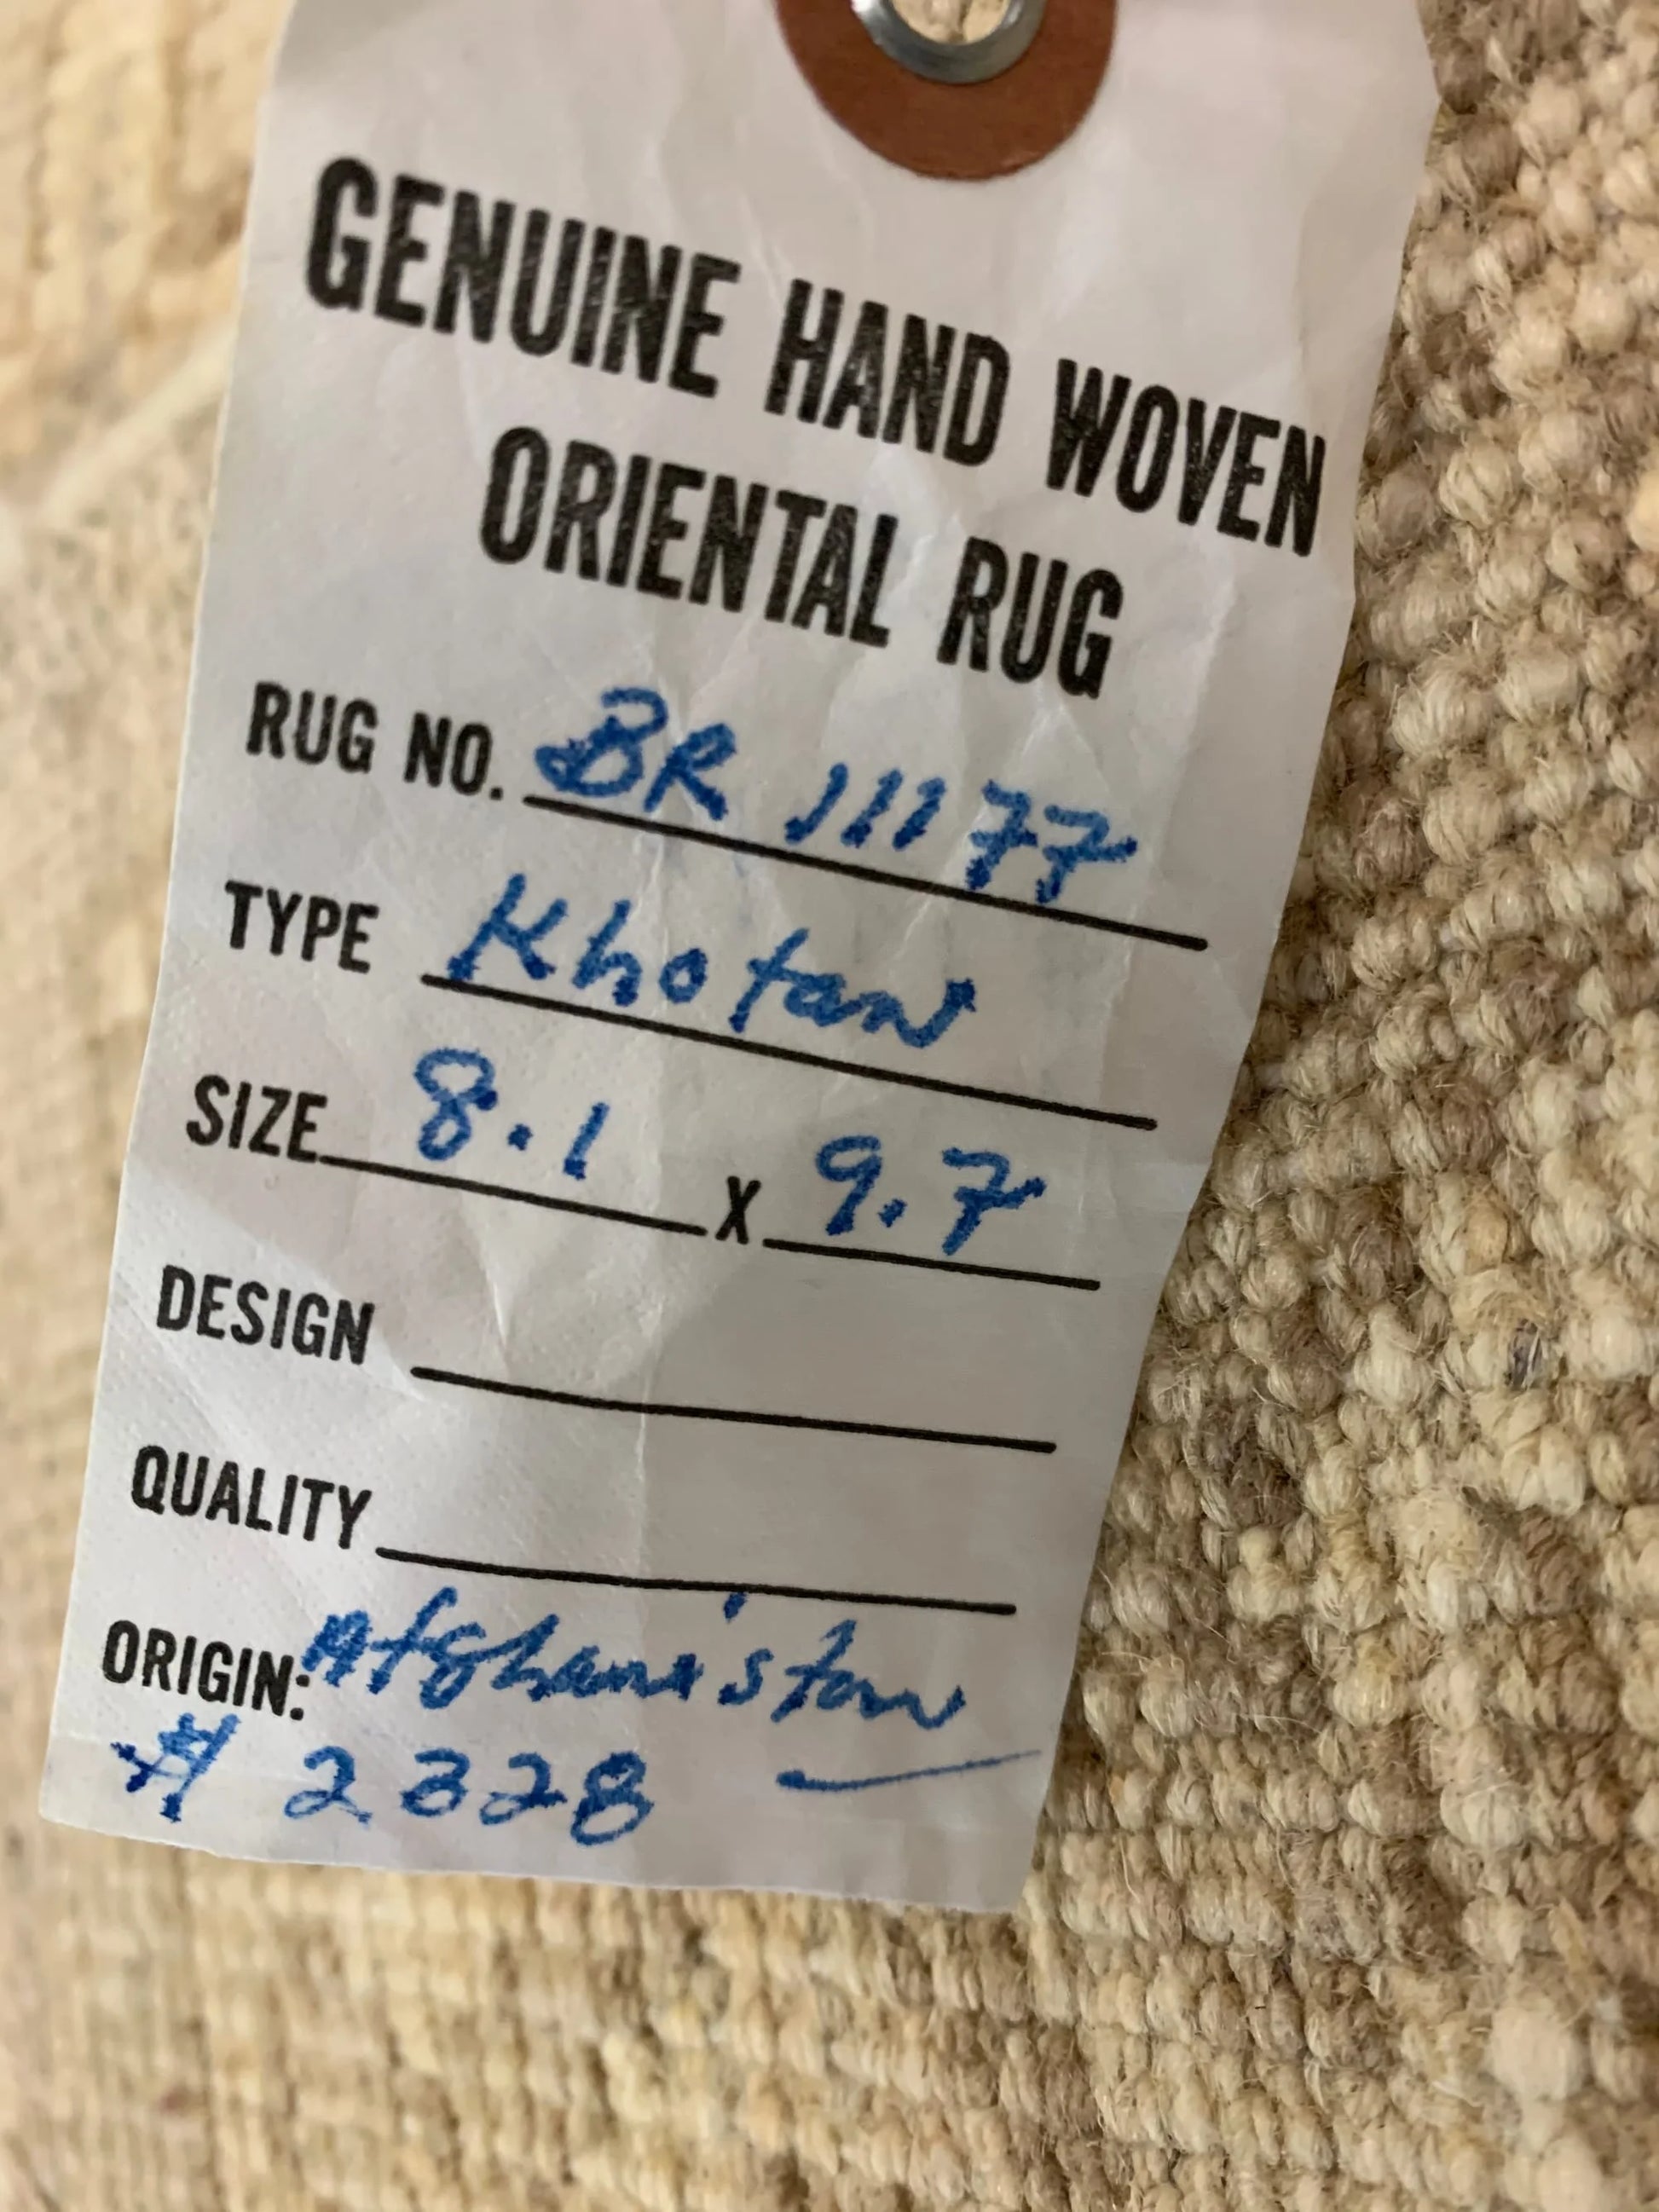 GENUINE HAND WOVEN
ORIENTAL RUG
RUG NO. BR 11177
TYPE Khotan
SIZE 8.1 X 9.7
DESIGN
QUALITY
ORIGIN: Afghanistan
# 2328